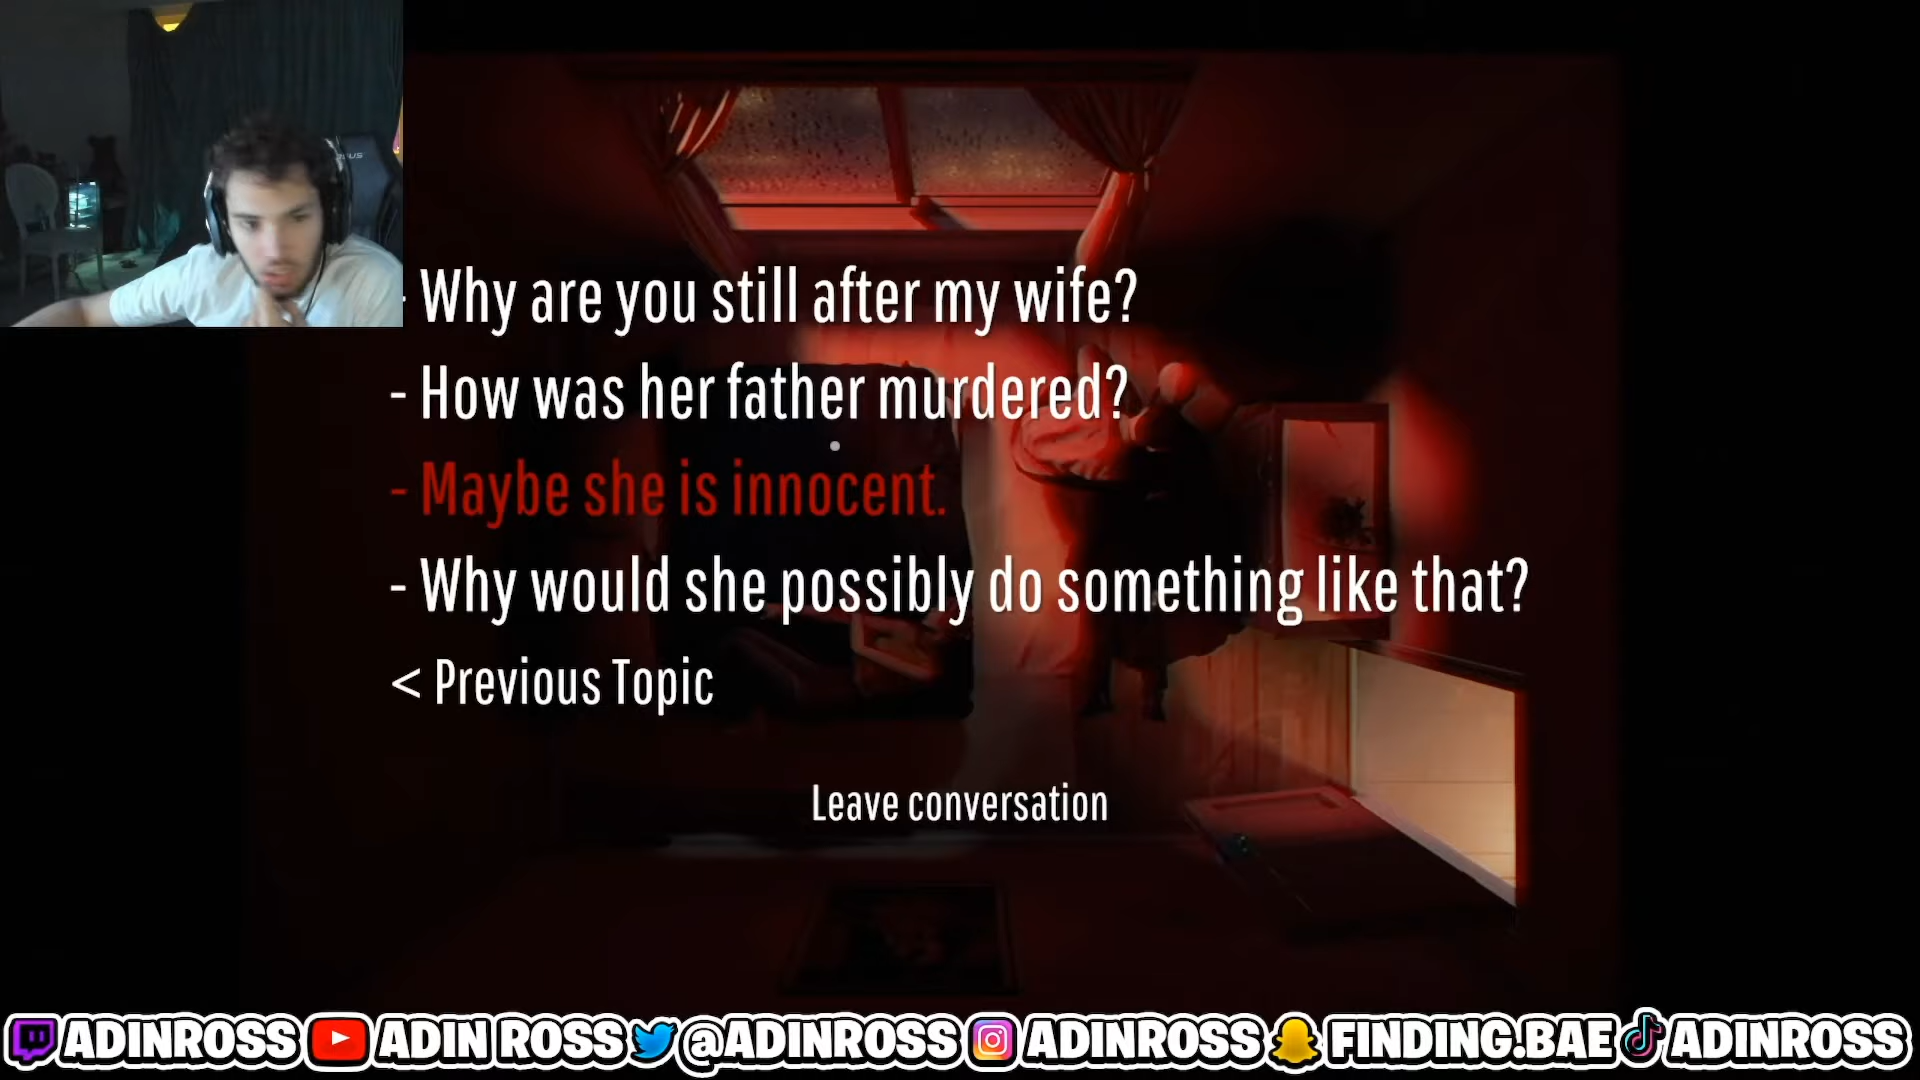 - Why are you still after my wife?
- How was her father murdered?
- Maybe she is innocent.
- Why would she possibly do something like that?
< Previous Topic
Leave conversation
ADINROSS ADIN ROSS @ADINROSS ADINROSS FINDING.BAE ADINROSS